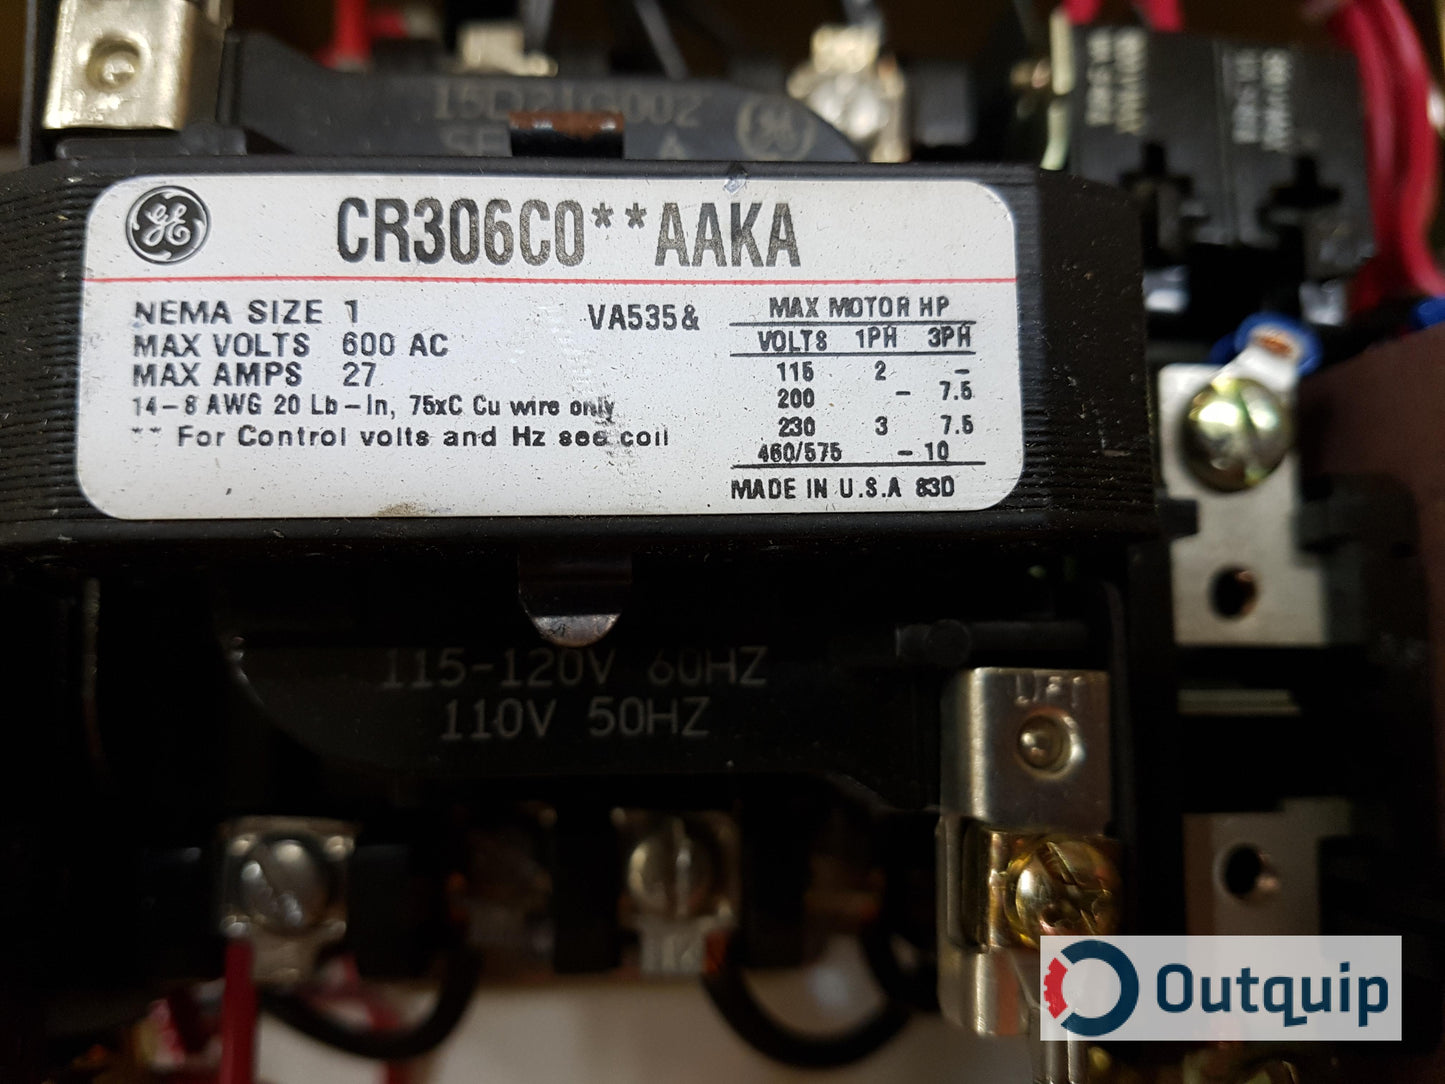 15D21G002
A
GE
CR306C0**AAKA
NEMA SIZE 1
MAX VOLTS 600 AC
MAX AMPS 27
14-8 AWG 20 Lb-In, 75xC Cu wire only
** For Control volts and Hz see coil
VA535&
MAX MOTOR HP
VOLTS 1PH 3PH
115 2 -
200 - 7.5
230 3 7.5
460/575 - 10
MADE IN U.S.A 83D
115-120V 60HZ
110V 50HZ
LIFT
Outquip